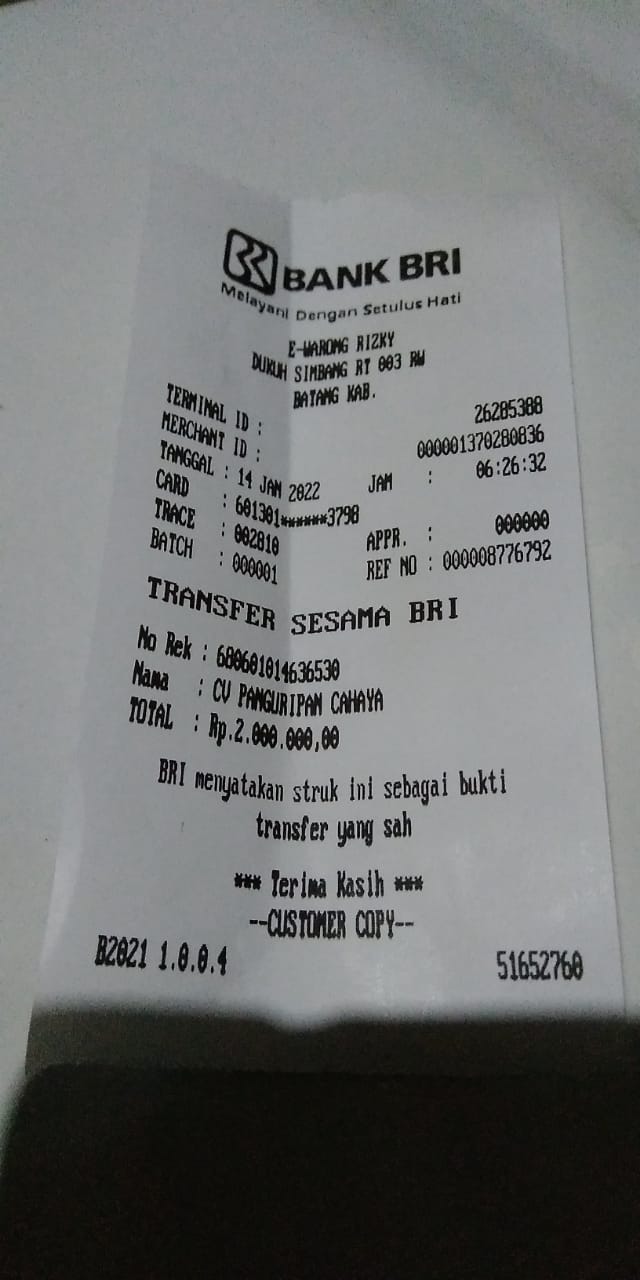 BANK BRI
Melayani Dengan Setulus Hati
E-WARONG RIZKY
DUKUH SIMBANG RT 003 RW
BATANG KAB.
TERMINAL ID : 26285388
MERCHANT ID : 000001370280836
TANGGAL : 14 JAN 2022 JAM : 06:26:32
CARD : 601301******3798
TRACE : 002810 APPR. : 000000
BATCH : 000001 REF NO : 000008776792
TRANSFER SESAMA BRI
No Rek : 680601014636530
Nama : CV PANGURIPAN CAHAYA
TOTAL : Rp.2.000.000,00
BRI menyatakan struk ini sebagai bukti
transfer yang sah
*** Terima Kasih ***
--CUSTOMER COPY--
B2021 1.0.0.4 51652760